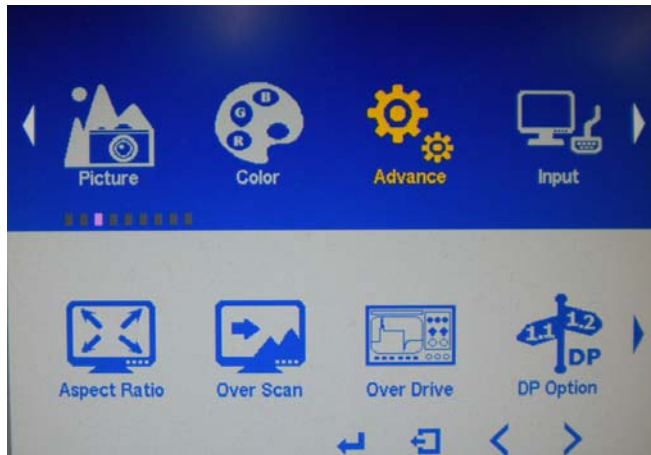 G B
R
Picture Color Advance Input
1.1 1.2
DP
Aspect Ratio Over Scan Over Drive DP Option